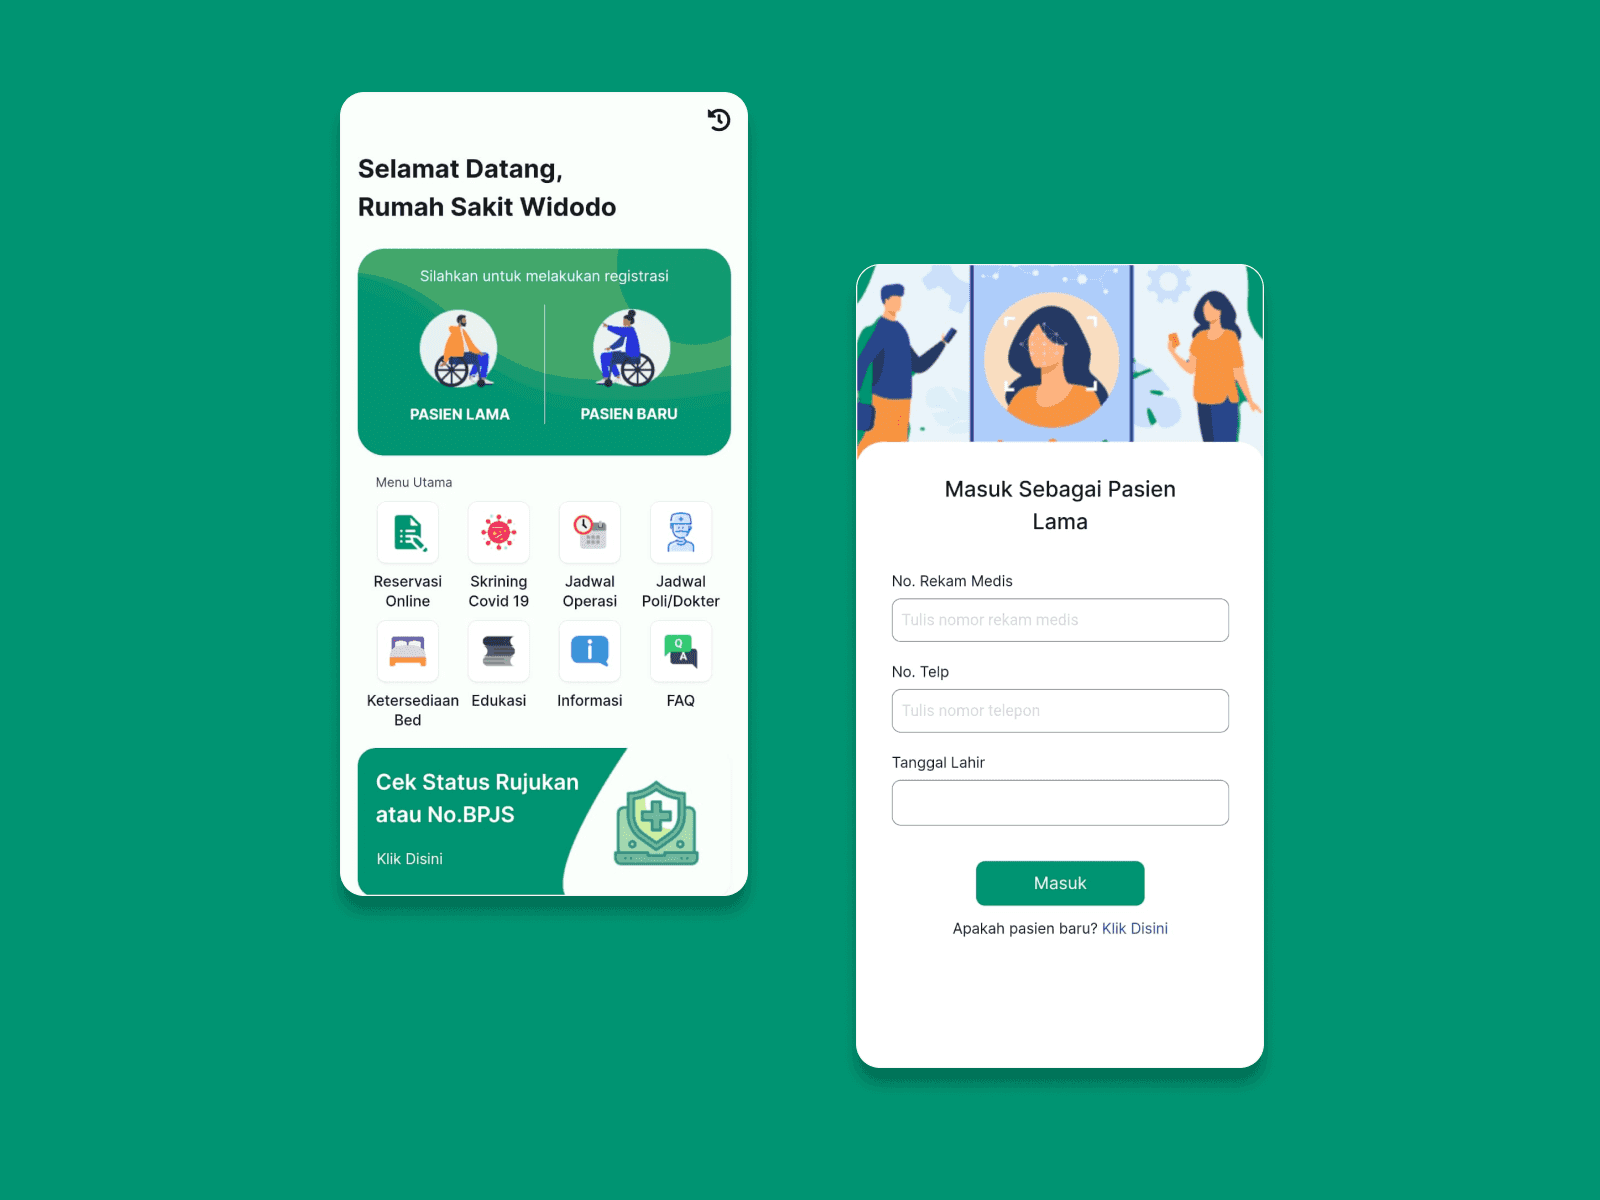 Selamat Datang,
Rumah Sakit Widodo
Silahkan untuk melakukan registrasi
PASIEN LAMA
PASIEN BARU
Menu Utama
Reservasi
Online
Skrining
Covid 19
Jadwal
Operasi
Jadwal
Poli/Dokter
Q
A
Ketersediaan
Bed
Edukasi
Informasi
FAQ
Cek Status Rujukan
atau No.BPJS
Klik Disini
Masuk Sebagai Pasien
Lama
No. Rekam Medis
Tulis nomor rekam medis
No. Telp
Tulis nomor telepon
Tanggal Lahir
Masuk
Apakah pasien baru? Klik Disini